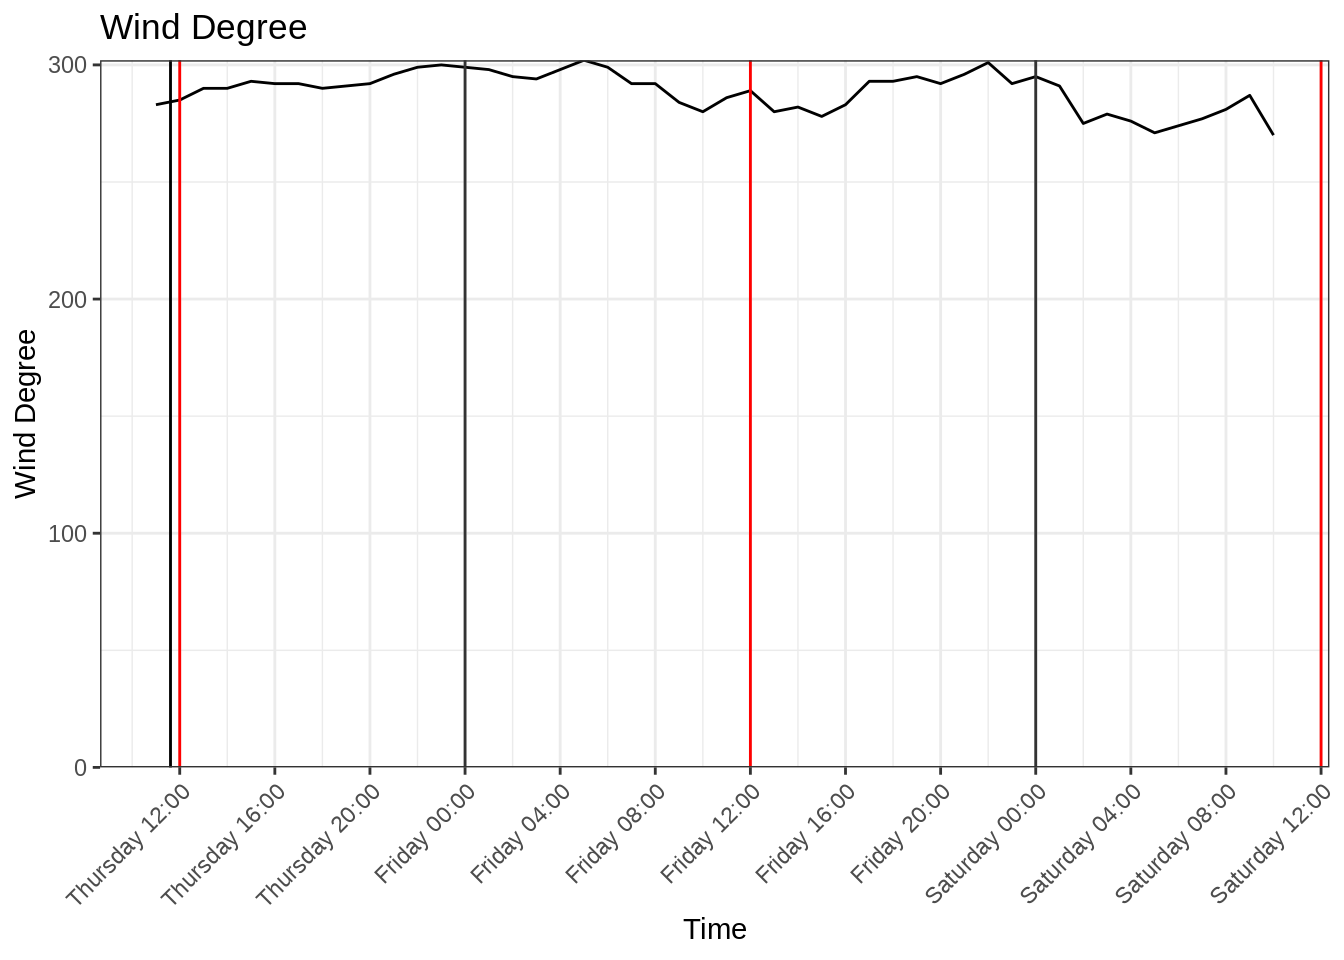 Wind Degree
Wind Degree
300
200
100
0
Thursday 12:00
Thursday 16:00
Thursday 20:00
Friday 00:00
Friday 04:00
Friday 08:00
Friday 12:00
Friday 16:00
Friday 20:00
Saturday 00:00
Saturday 04:00
Saturday 08:00
Saturday 12:00
Time